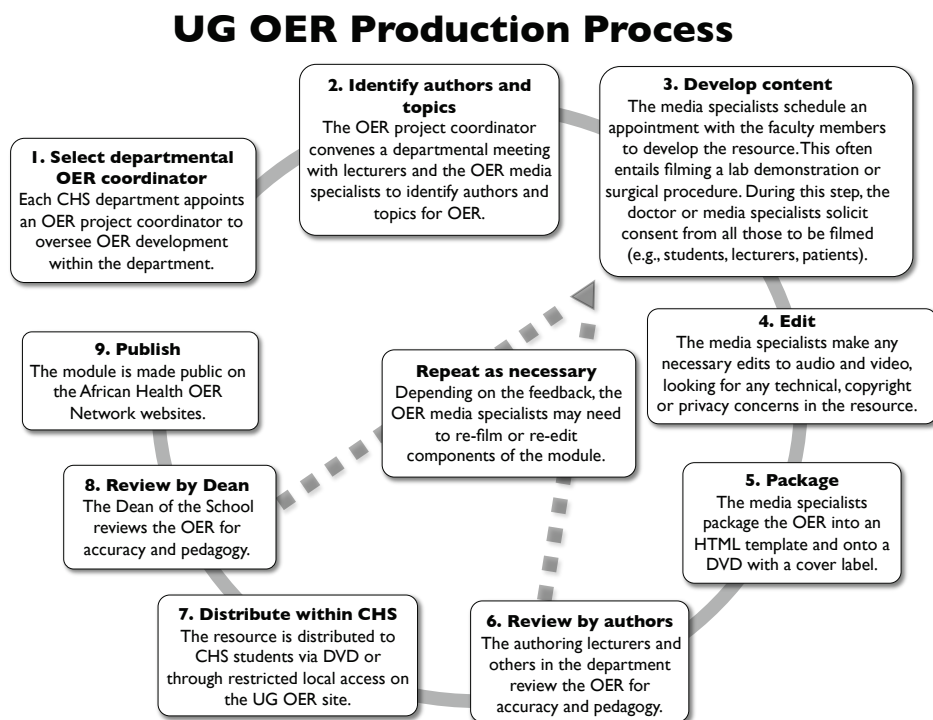 UG OER Production Process
1. Select departmental
OER coordinator
Each CHS department appoints
an OER project coordinator to
oversee OER development
within the department.
2. Identify authors and
topics
The OER project coordinator
convenes a departmental meeting
with lecturers and the OER media
specialists to identify authors and
topics for OER.
3. Develop content
The media specialists schedule an
appointment with the faculty members
to develop the resource. This often
entails filming a lab demonstration or
surgical procedure. During this step, the
doctor or media specialists solicit
consent from all those to be filmed
(e.g., students, lecturers, patients).
4. Edit
The media specialists make any
necessary edits to audio and video,
looking for any technical, copyright
or privacy concerns in the resource.
5. Package
The media specialists
package the OER into an
HTML template and onto a
DVD with a cover label.
6. Review by authors
The authoring lecturers and
others in the department
review the OER for
accuracy and pedagogy.
7. Distribute within CHS
The resource is distributed to
CHS students via DVD or
through restricted local access on
the UG OER site.
8. Review by Dean
The Dean of the School
reviews the OER for
accuracy and pedagogy.
9. Publish
The module is made public on
the African Health OER
Network websites.
Repeat as necessary
Depending on the feedback, the
OER media specialists may need
to re-film or re-edit
components of the module.